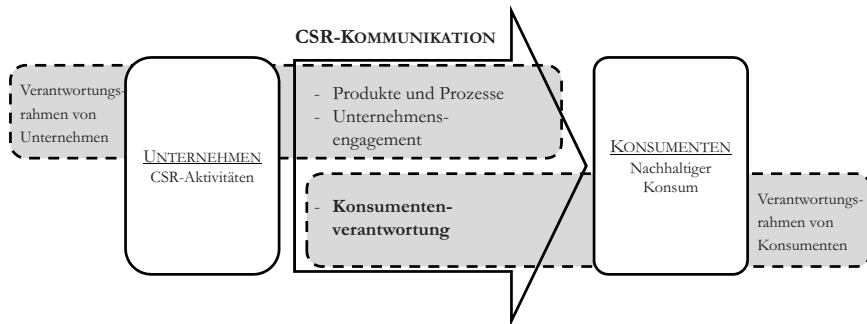 CSR-KOMMUNIKATION
Verantwortungs-
rahmen von
Unternehmen
UNTERNEHMEN
CSR-Aktivitäten
- Produkte und Prozesse
- Unternehmens-
engagement
- Konsumenten-
verantwortung
KONSUMENTEN
Nachhaltiger
Konsum
Verantwortungs-
rahmen von
Konsumenten